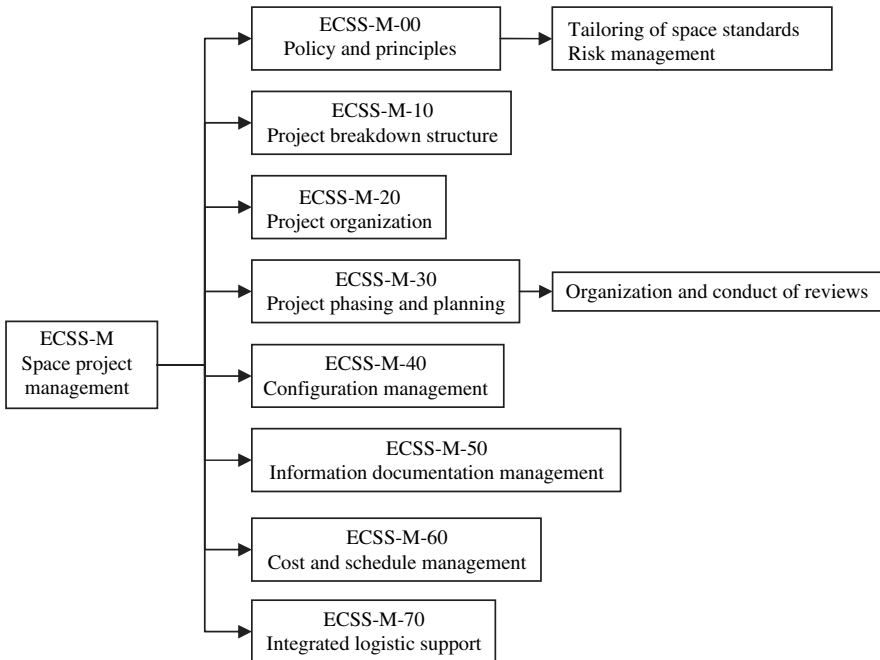 ECSS-M-00
Policy and principles
Tailoring of space standards
Risk management
ECSS-M-10
Project breakdown structure
ECSS-M-20
Project organization
ECSS-M-30
Project phasing and planning
Organization and conduct of reviews
ECSS-M
Space project
management
ECSS-M-40
Configuration management
ECSS-M-50
Information documentation management
ECSS-M-60
Cost and schedule management
ECSS-M-70
Integrated logistic support